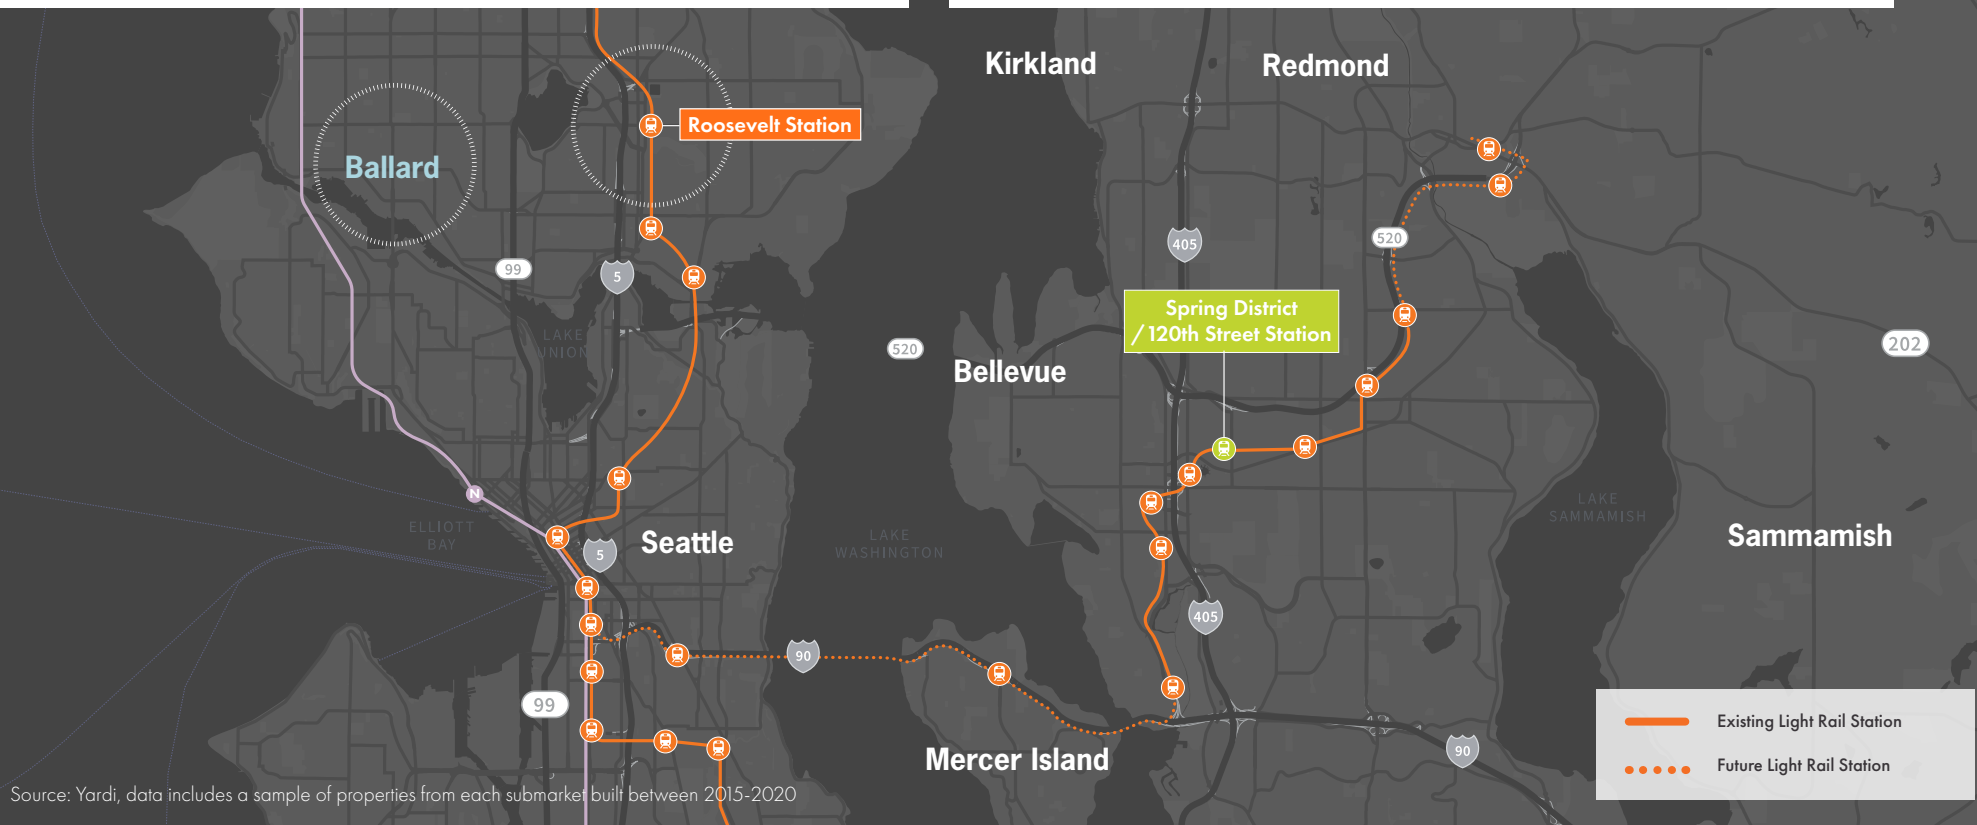 Kirkland
Redmond
Roosevelt Station
Ballard
520
405
99
5
Spring District
/120th Street Station
LAKE
UNION
520
202
Bellevue
N
LAKE
SAMMAMISH
ELLIOTT
BAY
Seattle
5
LAKE
WASHINGTON
Sammamish
405
90
99
Mercer Island
90
Existing Light Rail Station
Future Light Rail Station
Source: Yardi, data includes a sample of properties from each submarket built between 2015-2020